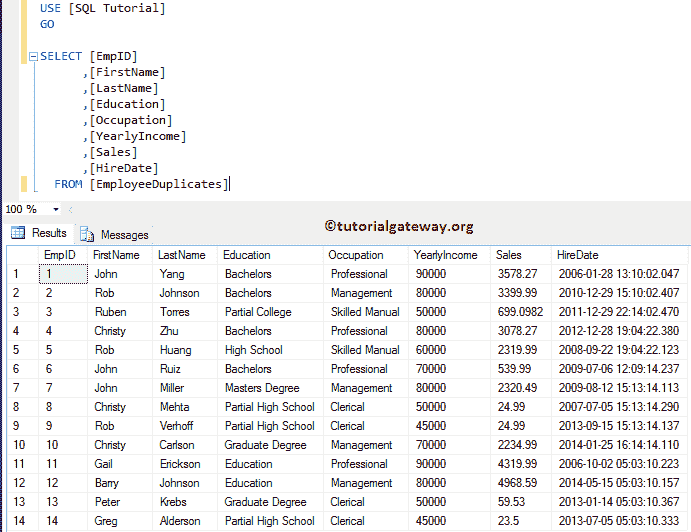 USE [SQL Tutorial]
GO
SELECT [EmpID]
,[FirstName]
,[LastName]
,[Education]
,[Occupation]
,[YearlyIncome]
,[Sales]
,[HireDate]
FROM [EmployeeDuplicates]
100 %
Results Messages
©tutorialgateway.org
EmpID FirstName LastName Education Occupation YearlyIncome Sales HireDate
1 1 John Yang Bachelors Professional 90000 3578.27 2006-01-28 13:10:02.047
2 2 Rob Johnson Bachelors Management 80000 3399.99 2010-12-29 15:10:02.407
3 3 Ruben Torres Partial College Skilled Manual 50000 699.0982 2011-12-29 22:14:02.470
4 4 Christy Zhu Bachelors Professional 80000 3078.27 2012-12-28 19:04:22.380
5 5 Rob Huang High School Skilled Manual 60000 2319.99 2008-09-22 19:04:22.123
6 6 John Ruiz Bachelors Professional 70000 539.99 2009-07-06 12:09:14.237
7 7 John Miller Masters Degree Management 80000 2320.49 2009-08-12 15:13:14.113
8 8 Christy Mehta Partial High School Clerical 50000 24.99 2007-07-05 15:13:14.290
9 9 Rob Verhoff Partial High School Clerical 45000 24.99 2013-09-15 15:13:14.137
10 10 Christy Carlson Graduate Degree Management 70000 2234.99 2014-01-25 16:14:14.110
11 11 Gail Erickson Education Professional 90000 4319.99 2006-10-02 05:03:10.223
12 12 Barry Johnson Education Management 80000 4968.59 2014-05-15 05:03:10.157
13 13 Peter Krebs Graduate Degree Clerical 50000 59.53 2013-01-14 05:03:10.367
14 14 Greg Alderson Partial High School Clerical 45000 23.5 2013-07-05 05:03:10.333